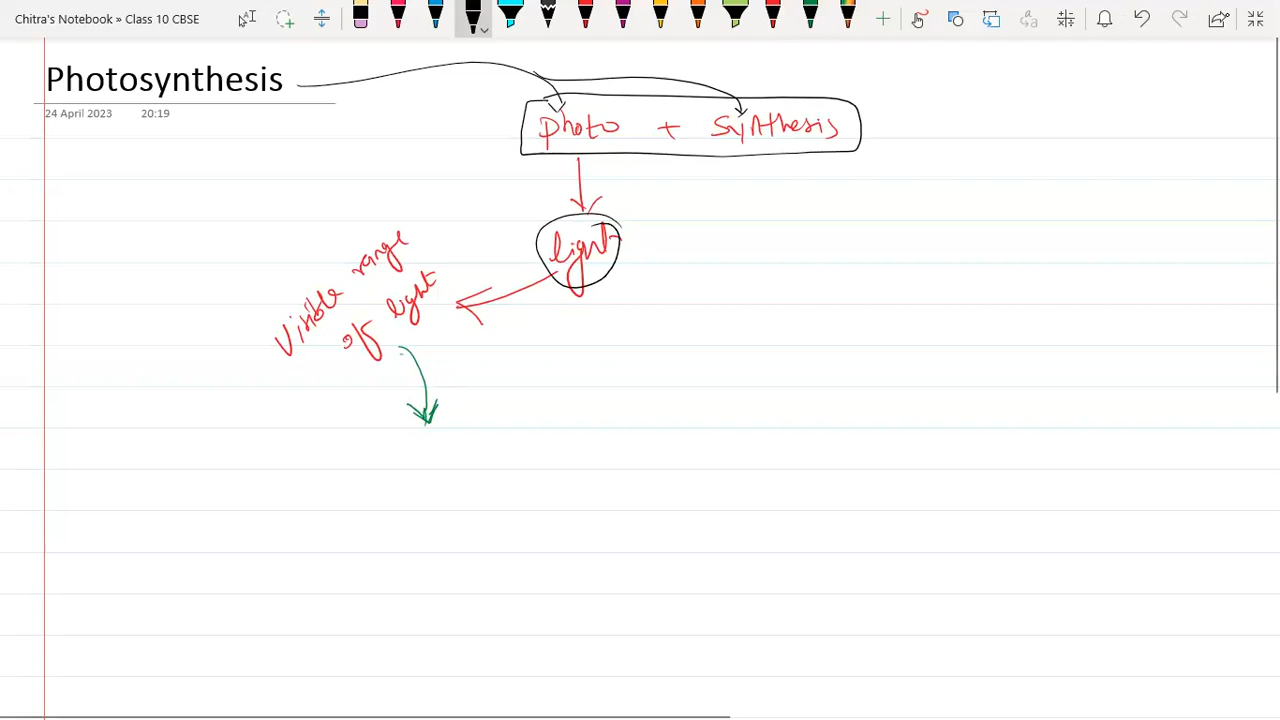 Chitra's Notebook » Class 10 CBSE
Photosynthesis
24 April 2023 20:19
Photo + Synthesis
light
Visible range
of light